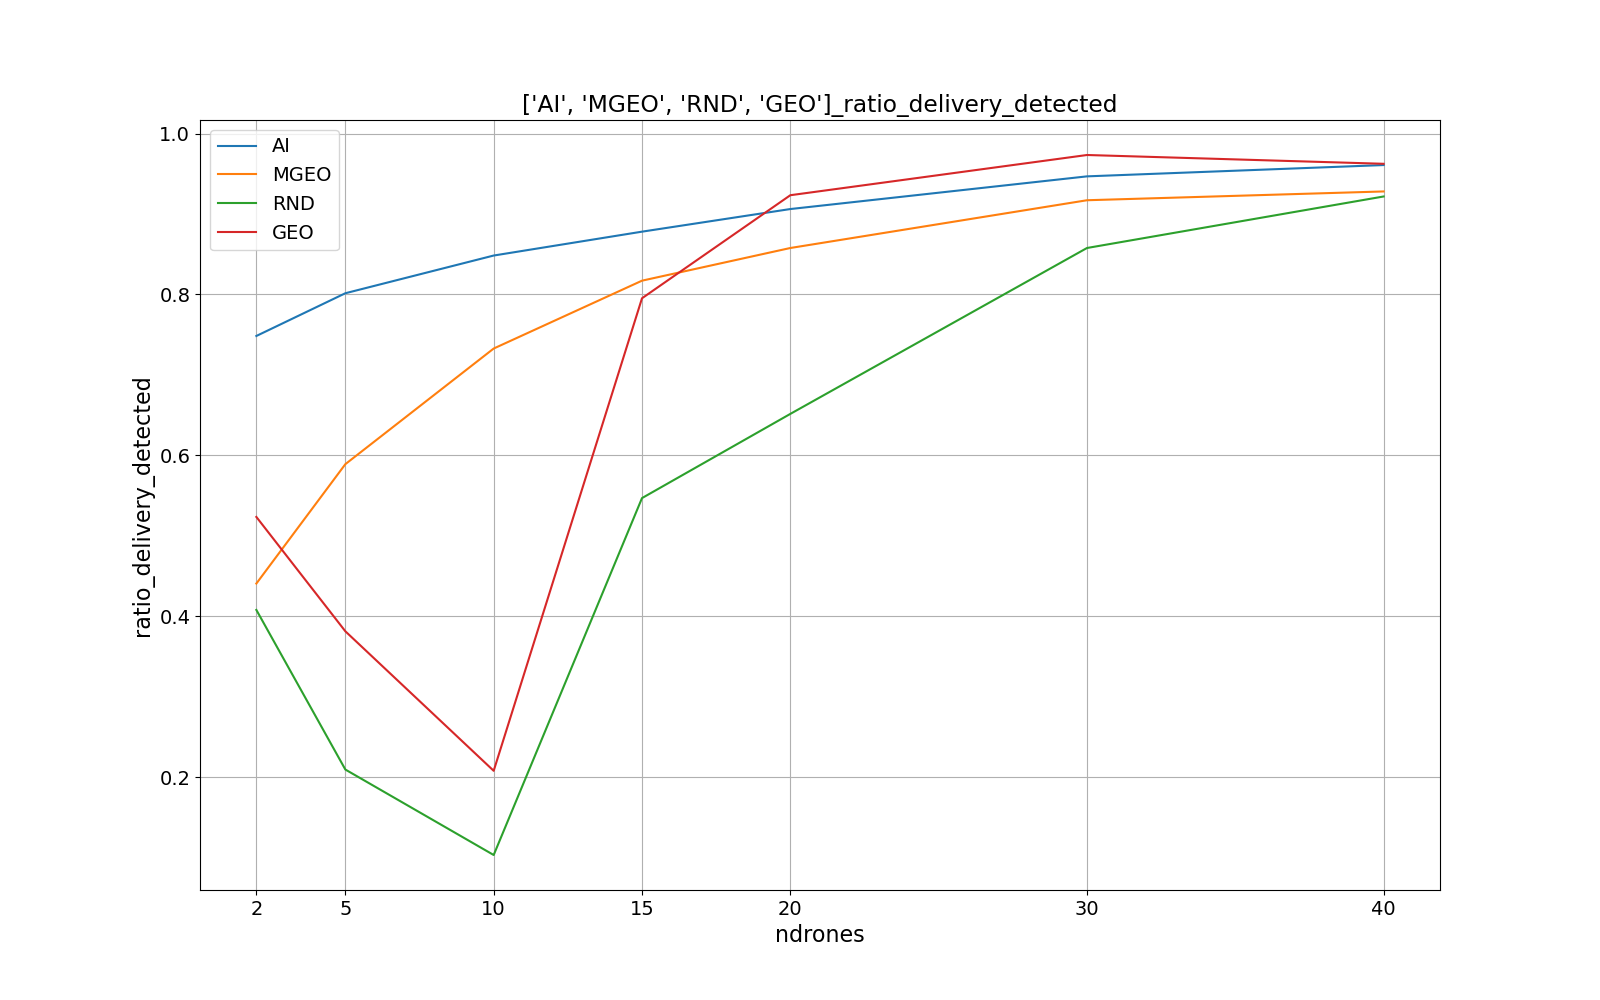 ['AI', 'MGEO', 'RND', 'GEO']_ratio_delivery_detected
AI
MGEO
RND
GEO
1.0
0.8
0.6
0.4
0.2
ratio_delivery_detected
2 5 10 15 20 30 40
ndrones